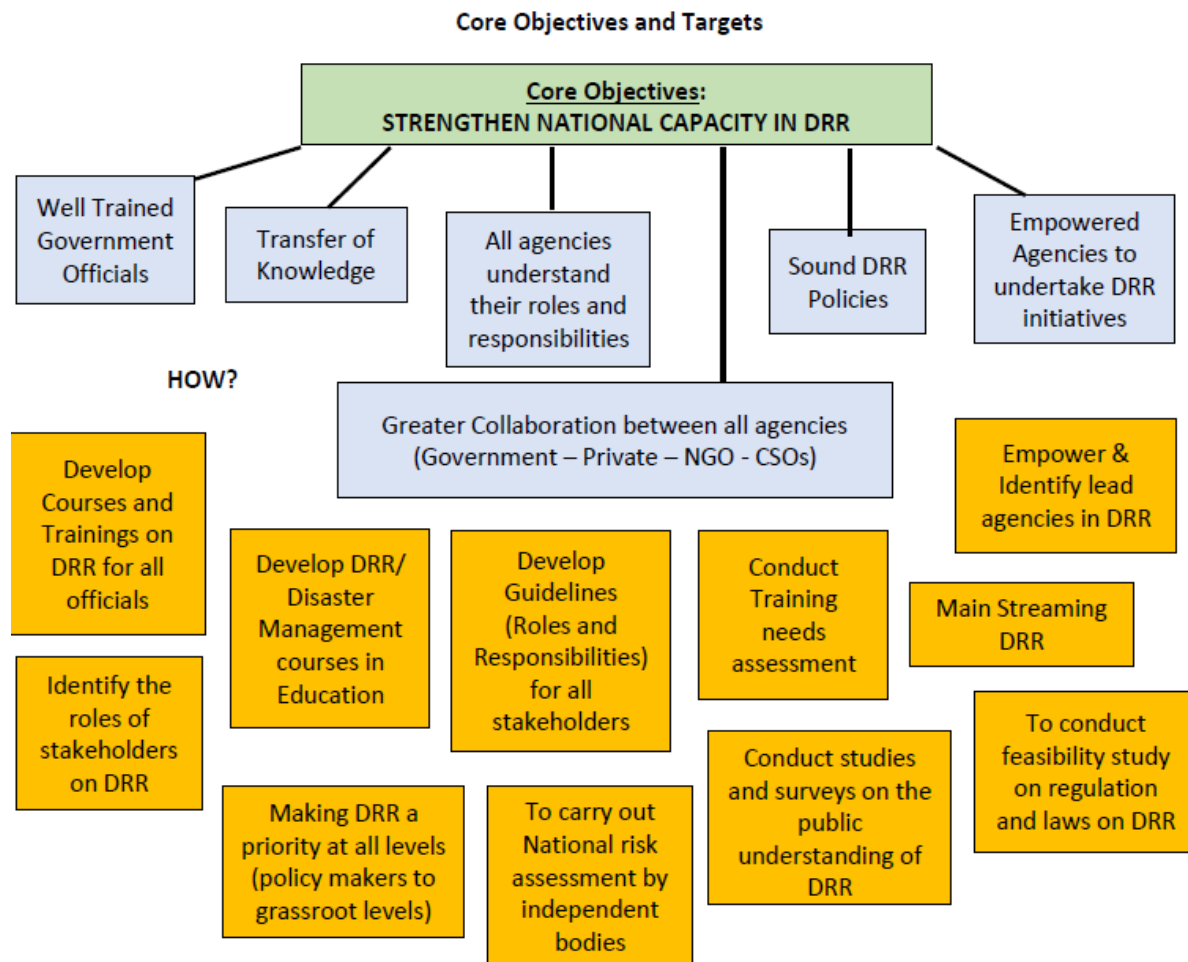 Core Objectives and Targets
Core Objectives:
STRENGTHEN NATIONAL CAPACITY IN DRR
Well Trained
Government
Officials
Transfer of
Knowledge
All agencies
understand
their roles and
responsibilities
Sound DRR
Policies
Empowered
Agencies to
undertake DRR
initiatives
HOW?
Greater Collaboration between all agencies
(Government – Private – NGO - CSOs)
Develop
Courses and
Trainings on
DRR for all
officials
Develop DRR/
Disaster
Management
courses in
Education
Develop
Guidelines
(Roles and
Responsibilities)
for all
stakeholders
Conduct
Training
needs
assessment
Empower &
Identify lead
agencies in DRR
Main Streaming
DRR
Identify the
roles of
stakeholders
on DRR
Making DRR a
priority at all levels
(policy makers to
grassroot levels)
To carry out
National risk
assessment by
independent
bodies
Conduct studies
and surveys on the
public
understanding of
DRR
To conduct
feasibility study
on regulation
and laws on DRR